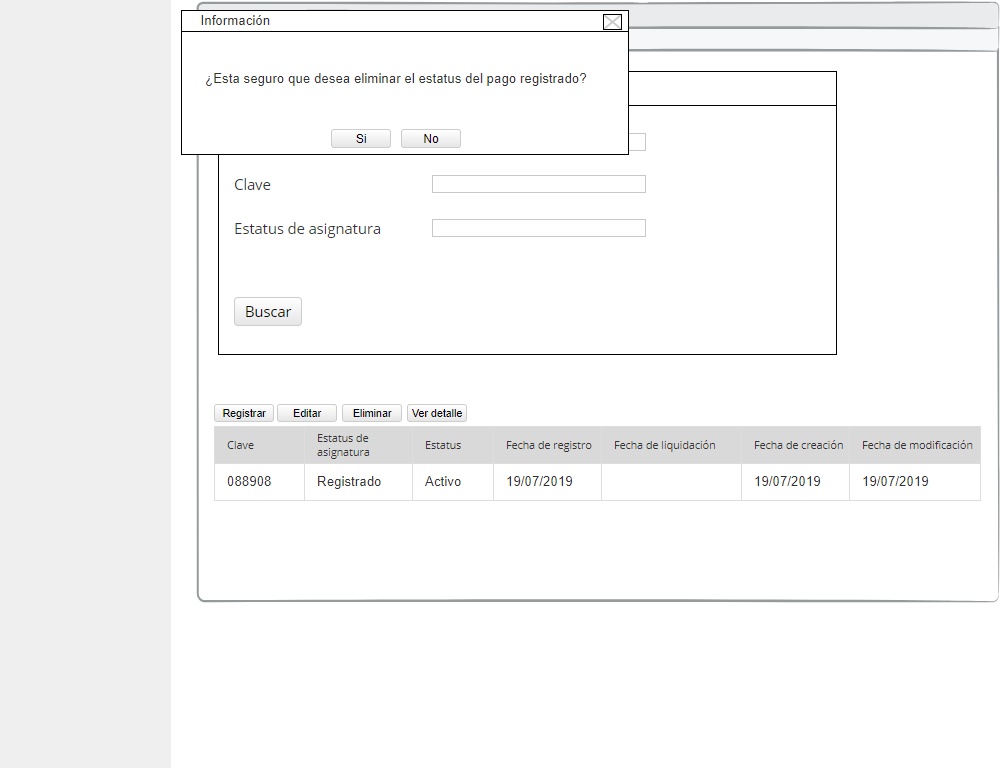 Información
¿Esta seguro que desea eliminar el estatus del pago registrado?
Si No
Clave
Estatus de asignatura
Buscar
Registrar Editar Eliminar Ver detalle
Clave Estatus de asignatura Estatus Fecha de registro Fecha de liquidación Fecha de creación Fecha de modificación
088908 Registrado Activo 19/07/2019 19/07/2019 19/07/2019